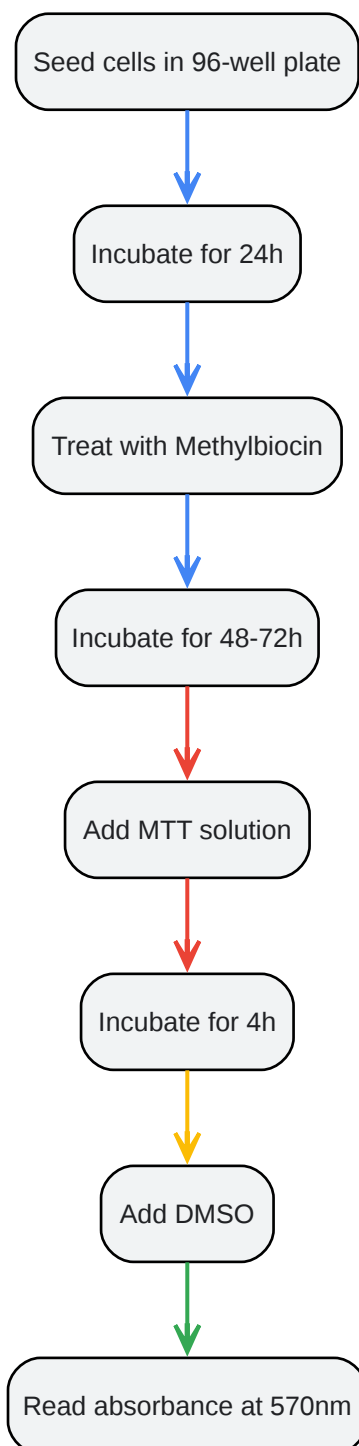 Seed cells in 96-well plate
Incubate for 24h
Treat with Methylbiocin
Incubate for 48-72h
Add MTT solution
Incubate for 4h
Add DMSO
Read absorbance at 570nm